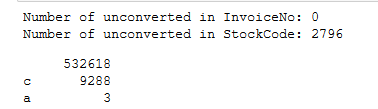 Number of unconverted in InvoiceNo: 0
Number of unconverted in StockCode: 2796
532618
c 9288
a 3